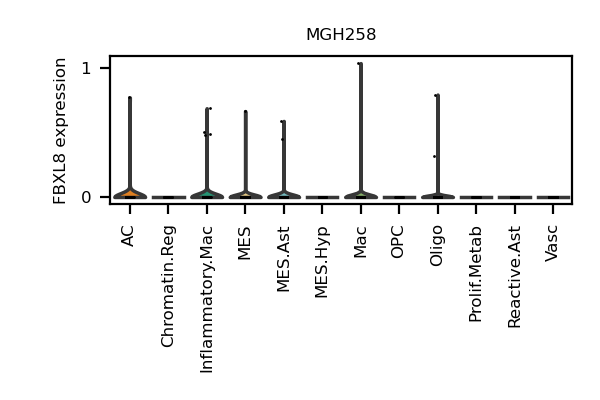 MGH258
FBXL8 expression
1
0
AC
Chromatin.Reg
Inflammatory.Mac
MES
MES.Ast
MES.Hyp
Mac
OPC
Oligo
Prolif.Metab
Reactive.Ast
Vasc